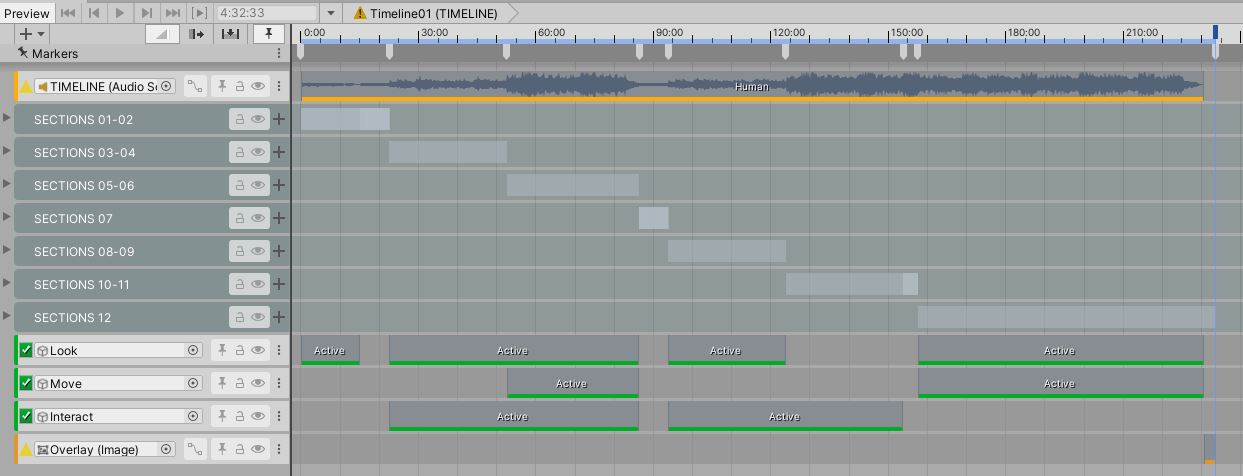 Preview 4:32:33 Timeline01 (TIMELINE)
0:00 30:00 60:00 90:00 120:00 150:00 180:00 210:00
Markers
TIMELINE (Audio So Human
SECTIONS 01-02
SECTIONS 03-04
SECTIONS 05-06
SECTIONS 07
SECTIONS 08-09
SECTIONS 10-11
SECTIONS 12
Look Active Active Active Active
Move Active Active
Interact Active Active
Overlay (Image)